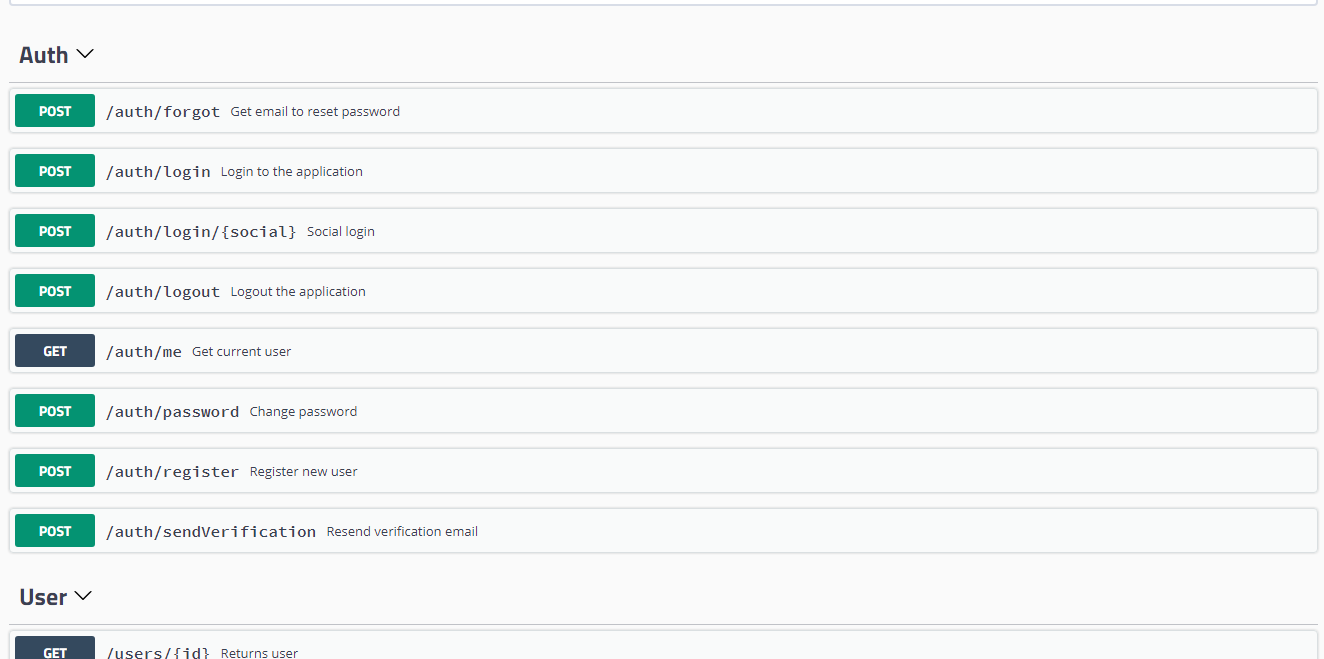 Auth
POST /auth/forgot Get email to reset password
POST /auth/login Login to the application
POST /auth/login/{social} Social login
POST /auth/logout Logout the application
GET /auth/me Get current user
POST /auth/password Change password
POST /auth/register Register new user
POST /auth/sendVerification Resend verification email
User
GET /users/{id} Returns user